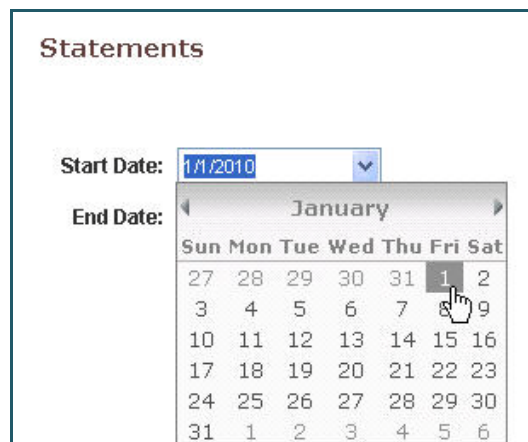 Statements
Start Date: 1/1/2010
End Date:
January
Sun Mon Tue Wed Thu Fri Sat
27 28 29 30 31 1 2
3 4 5 6 7 8 9
10 11 12 13 14 15 16
17 18 19 20 21 22 23
24 25 26 27 28 29 30
31 1 2 3 4 5 6